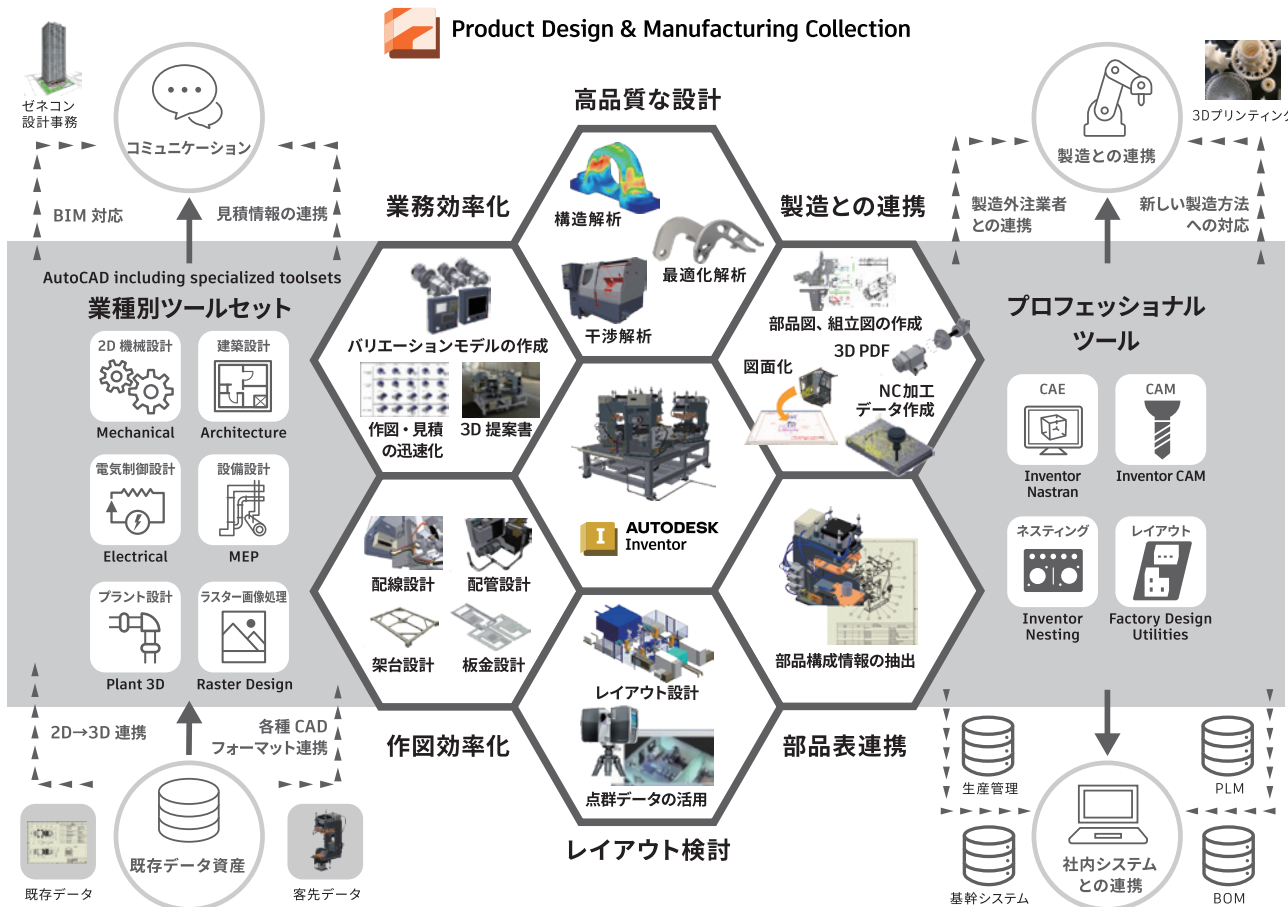 Product Design & Manufacturing Collection
ゼネコン
設計事務
コミュニケーション
BIM 対応
見積情報の連携
AutoCAD including specialized toolsets
業種別ツールセット
2D 機械設計
Mechanical
建築設計
Architecture
電気制御設計
Electrical
設備設計
MEP
プラント設計
Plant 3D
ラスター画像処理
Raster Design
2D→3D 連携
各種 CAD
フォーマット連携
既存データ資産
既存データ
客先データ
高品質な設計
構造解析
最適化解析
干渉解析
業務効率化
バリエーションモデルの作成
作図・見積
の迅速化
3D 提案書
製造との連携
部品図、組立図の作成
3D PDF
図面化
NC 加工
データ作成
I
AUTODESK
Inventor
配線設計
配管設計
架台設計
板金設計
作図効率化
レイアウト設計
点群データの活用
レイアウト検討
部品構成情報の抽出
部品表連携
製造との連携
3Dプリンティング
製造外注業者
との連携
新しい製造方法
への対応
プロフェッショナル
ツール
CAE
Inventor
Nastran
CAM
Inventor CAM
ネスティング
Inventor
Nesting
レイアウト
Factory Design
Utilities
生産管理
PLM
基幹システム
BOM
社内システム
との連携